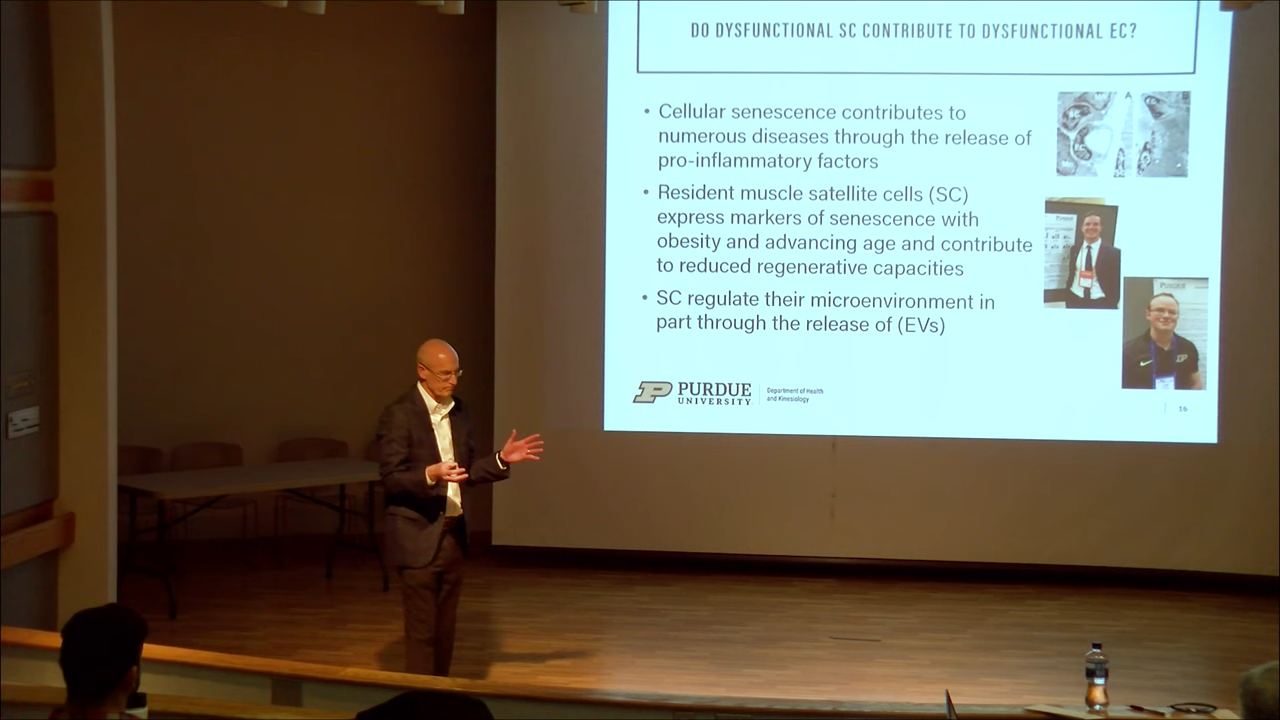 DO DYSFUNCTIONAL SC CONTRIBUTE TO DYSFUNCTIONAL EC?
• Cellular senescence contributes to
numerous diseases through the release of
pro-inflammatory factors
• Resident muscle satellite cells (SC)
express markers of senescence with
obesity and advancing age and contribute
to reduced regenerative capacities
• SC regulate their microenvironment in
part through the release of (EVs)
PURDUE
UNIVERSITY
Department of Health
and Kinesiology
16
A
B
PURDUE
PURDUE